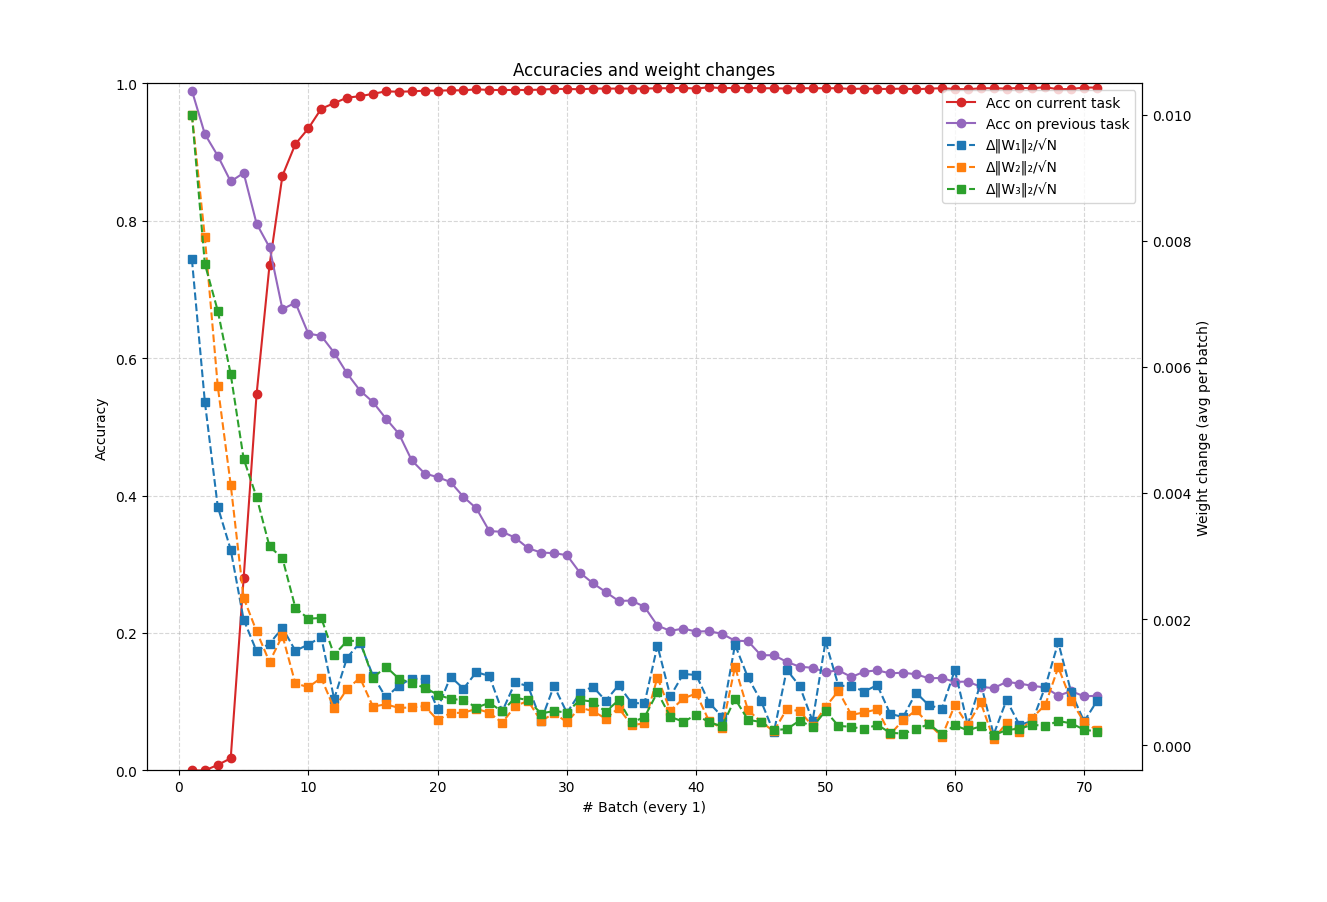 Accuracies and weight changes
1.0
0.8
0.6
0.4
0.2
0.0
Accuracy
0.010
0.008
0.006
0.004
0.002
0.000
Weight change (avg per batch)
Acc on current task
Acc on previous task
Δ‖W₁‖₂/√N
Δ‖W₂‖₂/√N
Δ‖W₃‖₂/√N
0
10
20
30
40
50
60
70
# Batch (every 1)